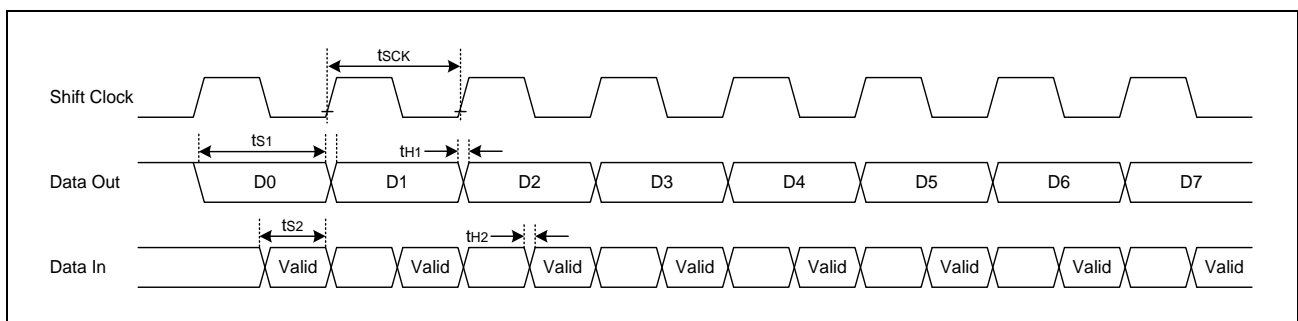 tSCK
Shift Clock
tS1
tH1
Data Out D0 D1 D2 D3 D4 D5 D6 D7
tS2
tH2
Data In Valid Valid Valid Valid Valid Valid Valid Valid